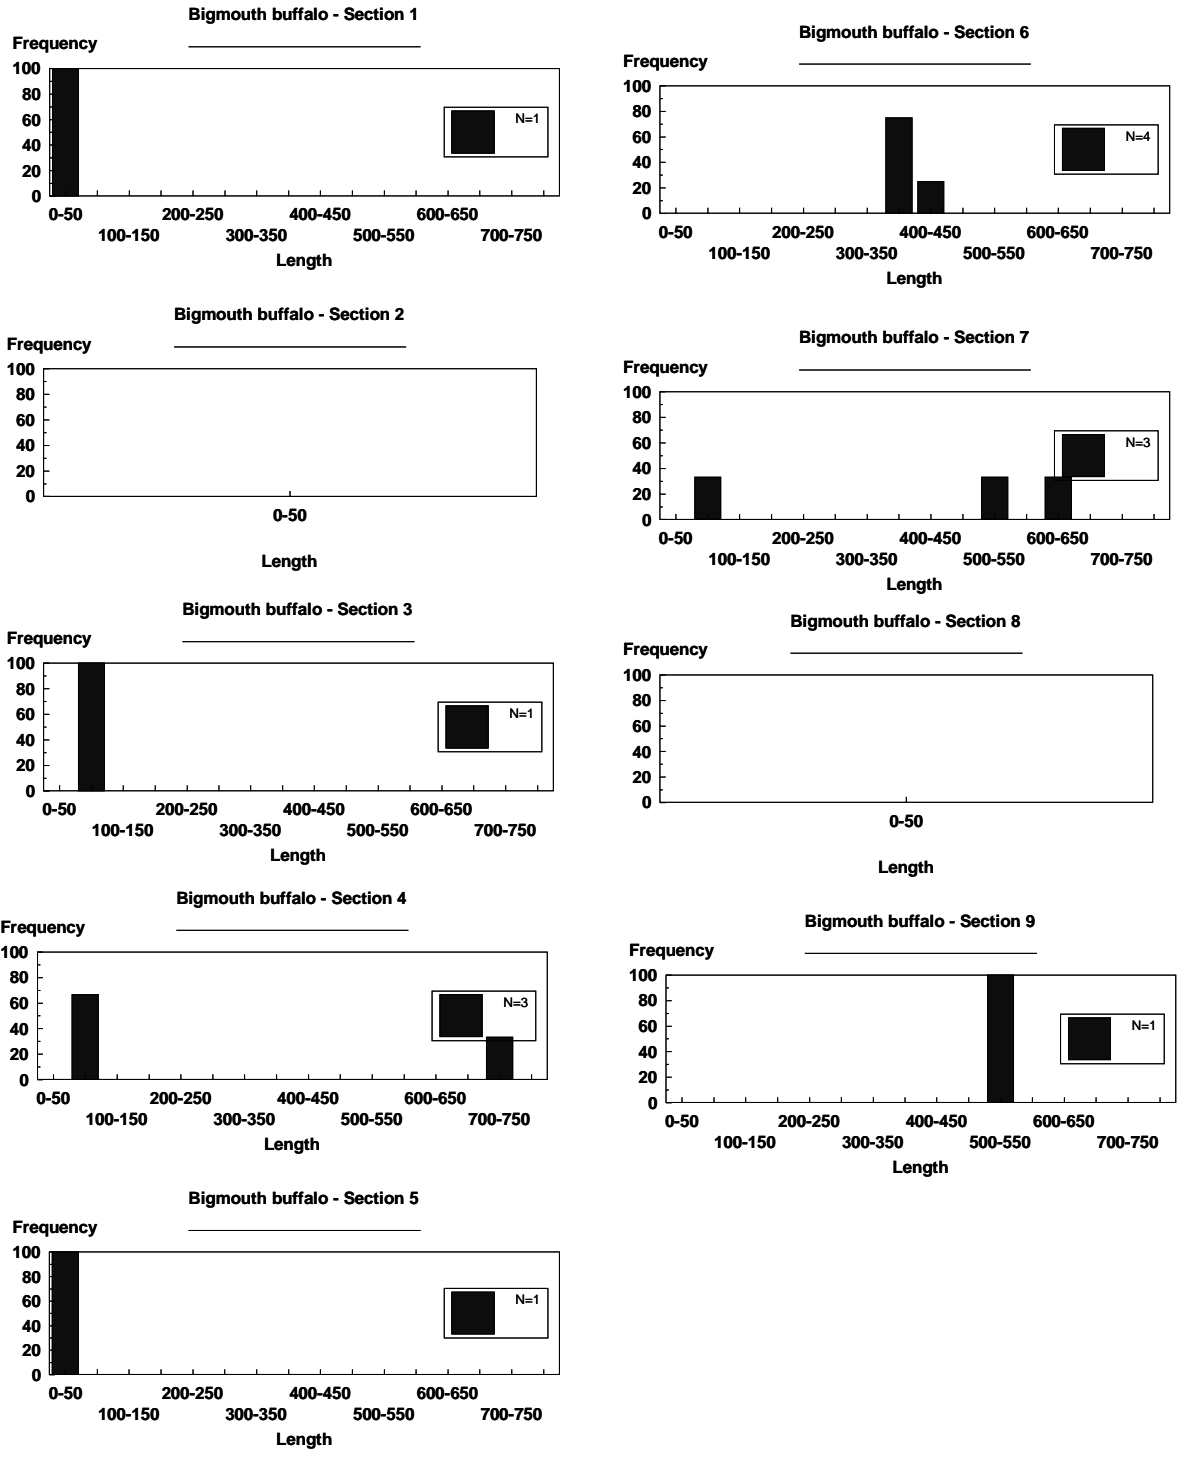 Bigmouth buffalo - Section 1
Frequency
100
80
60
40
20
0
N=1
0-50 200-250 400-450 600-650
100-150 300-350 500-550 700-750
Length
Bigmouth buffalo - Section 2
Frequency
100
80
60
40
20
0
0-50
Length
Bigmouth buffalo - Section 3
Frequency
100
80
60
40
20
0
N=1
0-50 200-250 400-450 600-650
100-150 300-350 500-550 700-750
Length
Bigmouth buffalo - Section 4
Frequency
100
80
60
40
20
0
N=3
0-50 200-250 400-450 600-650
100-150 300-350 500-550 700-750
Length
Bigmouth buffalo - Section 5
Frequency
100
80
60
40
20
0
N=1
0-50 200-250 400-450 600-650
100-150 300-350 500-550 700-750
Length
Bigmouth buffalo - Section 6
Frequency
100
80
60
40
20
0
N=4
0-50 200-250 400-450 600-650
100-150 300-350 500-550 700-750
Length
Bigmouth buffalo - Section 7
Frequency
100
80
60
40
20
0
N=3
0-50 200-250 400-450 600-650
100-150 300-350 500-550 700-750
Length
Bigmouth buffalo - Section 8
Frequency
100
80
60
40
20
0
0-50
Length
Bigmouth buffalo - Section 9
Frequency
100
80
60
40
20
0
N=1
0-50 200-250 400-450 600-650
100-150 300-350 500-550 700-750
Length